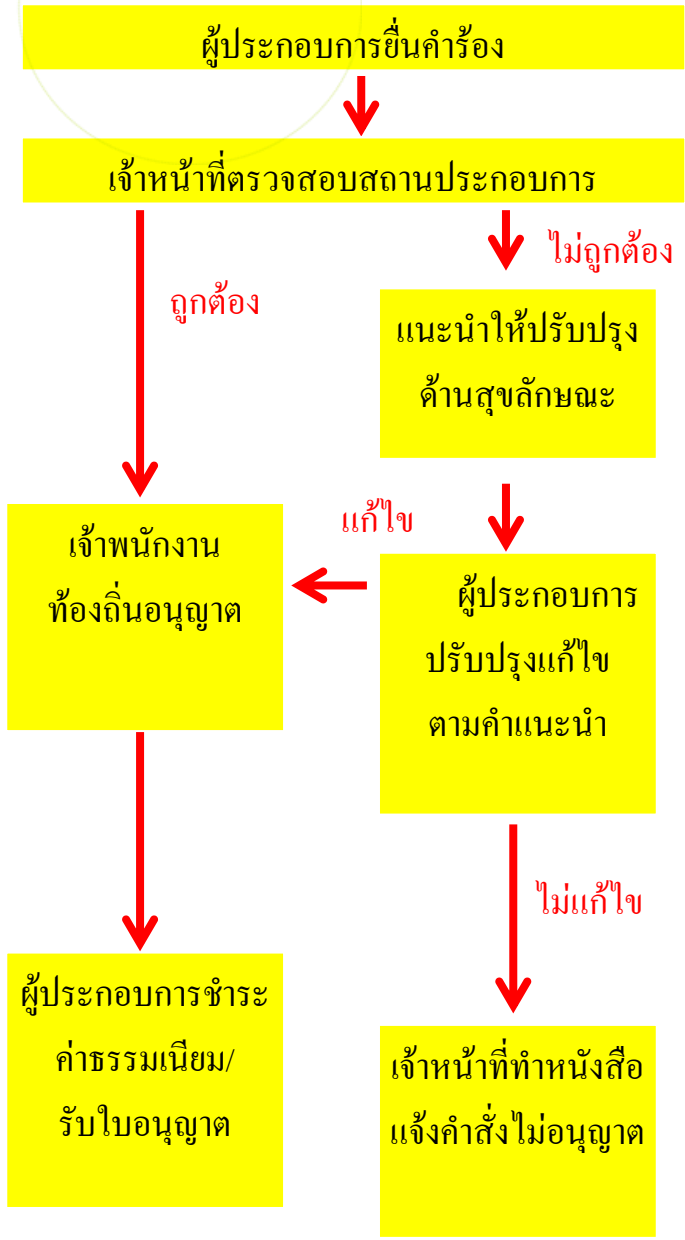 ผู้ประกอบการยื่นคำร้อง
เจ้าหน้าที่ตรวจสอบสถานประกอบการ
ถูกต้อง
ไม่ถูกต้อง
แนะนำให้ปรับปรุง
ด้านสุขลักษณะ
แก้ไข
เจ้าพนักงาน
ท้องถิ่นอนุญาต
ผู้ประกอบการ
ปรับปรุงแก้ไข
ตามคำแนะนำ
ไม่แก้ไข
ผู้ประกอบการชำระ
ค่าธรรมเนียม/
รับใบอนุญาต
เจ้าหน้าที่ทำหนังสือ
แจ้งคำสั่งไม่อนุญาต